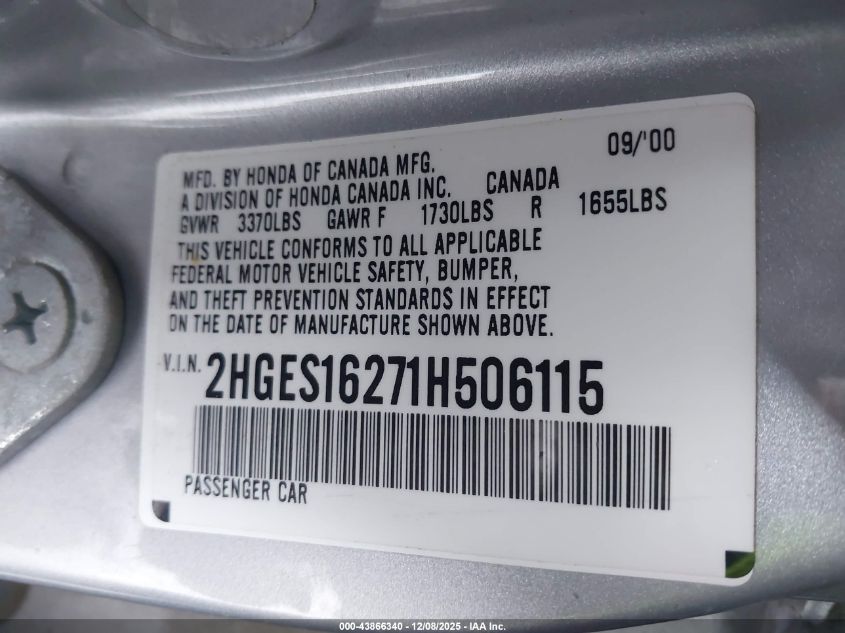 09/'00
MFD. BY HONDA OF CANADA MFG.
A DIVISION OF HONDA CANADA INC. CANADA
GVWR 3370LBS GAWR F 1730LBS R 1655LBS
THIS VEHICLE CONFORMS TO ALL APPLICABLE
FEDERAL MOTOR VEHICLE SAFETY, BUMPER,
AND THEFT PREVENTION STANDARDS IN EFFECT
ON THE DATE OF MANUFACTURE SHOWN ABOVE.
V.I.N. 2HGES16271H506115
PASSENGER CAR
000-43866340 - 12/08/2025 - IAA Inc.